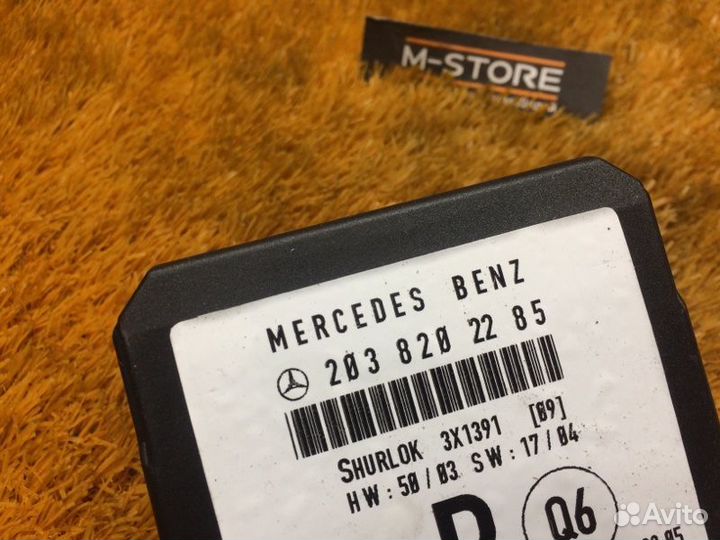 M-STORE
MERCEDES BENZ
203 820 22 85
SHURLOK 3X1391 [09]
HW:50/03 SW:17/04
Q6
Avito